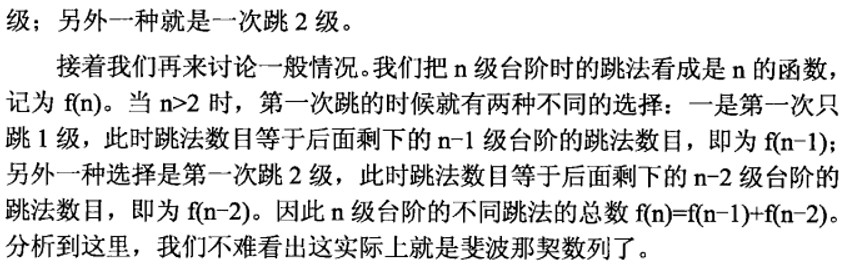 级；另外一种就是一次跳 2 级。
接着我们再来讨论一般情况。我们把 n 级台阶时的跳法看成是 n 的函数，
记为 f(n)。当 n>2 时，第一次跳的时候就有两种不同的选择：一是第一次只
跳 1 级，此时跳法数目等于后面剩下的 n-1 级台阶的跳法数目，即为 f(n-1)；
另外一种选择是第一次跳 2 级，此时跳法数目等于后面剩下的 n-2 级台阶的
跳法数目，即为 f(n-2)。因此 n 级台阶的不同跳法的总数 f(n)=f(n-1)+f(n-2)。
分析到这里，我们不难看出这实际上就是斐波那契数列了。